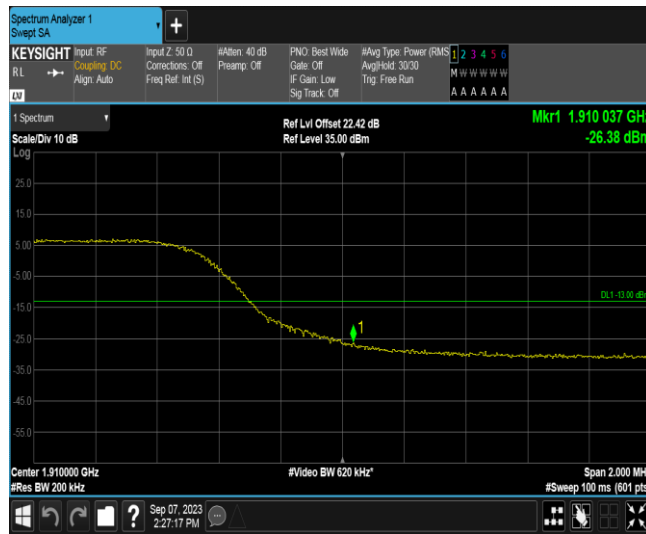 Spectrum Analyzer 1
Swept SA
+
KEYSIGHT Input: RF Input Z: 50 Ω #Atten: 40 dB PNO: Best Wide #Avg Type: Power (RMS 1 2 3 4 5 6
RL Coupling: DC Corrections: Off Preamp: Off Gate: Off Avg|Hold: 30/30 M W W W W W
Align: Auto Freq Ref: Int (S) IF Gain: Low Trig: Free Run
LXI Sig Track: Off A A A A A A
1 Spectrum Ref Lvl Offset 22.42 dB Mkr1 1.910 037 GHz
Scale/Div 10 dB Ref Level 35.00 dBm -26.38 dBm
Log
25.0
15.0
5.00
-5.00
DL1 -13.00 dBm
-15.0
1
-35.0
-45.0
-55.0
Center 1.910000 GHz #Video BW 620 kHz* Span 2.000 MH
#Res BW 200 kHz #Sweep 100 ms (601 pts
? Sep 07, 2023
2:27:17 PM